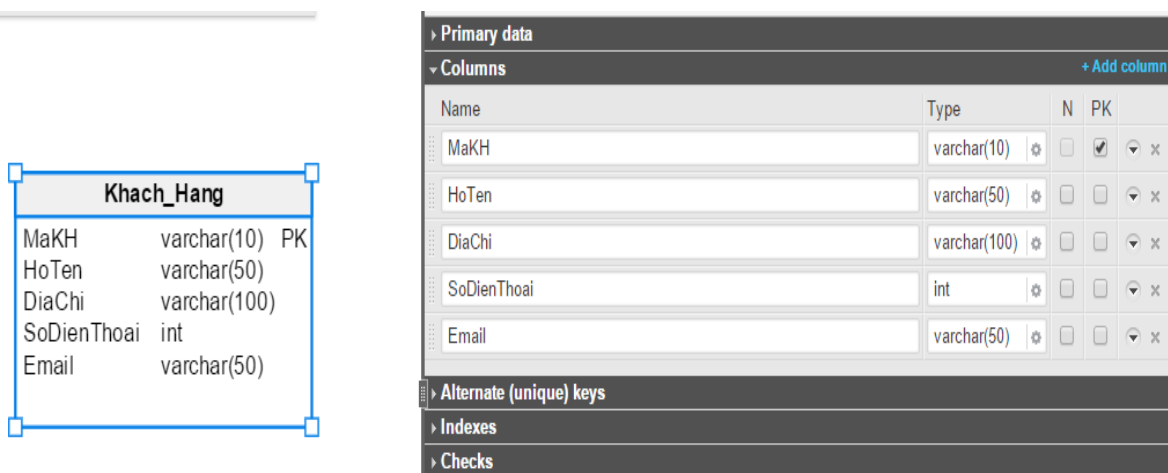 Khach_Hang
MaKH varchar(10) PK
HoTen varchar(50)
DiaChi varchar(100)
SoDienThoai int
Email varchar(50)
Primary data
Columns + Add column
Name Type N PK
MaKH varchar(10)
HoTen varchar(50)
DiaChi varchar(100)
SoDienThoai int
Email varchar(50)
Alternate (unique) keys
Indexes
Checks